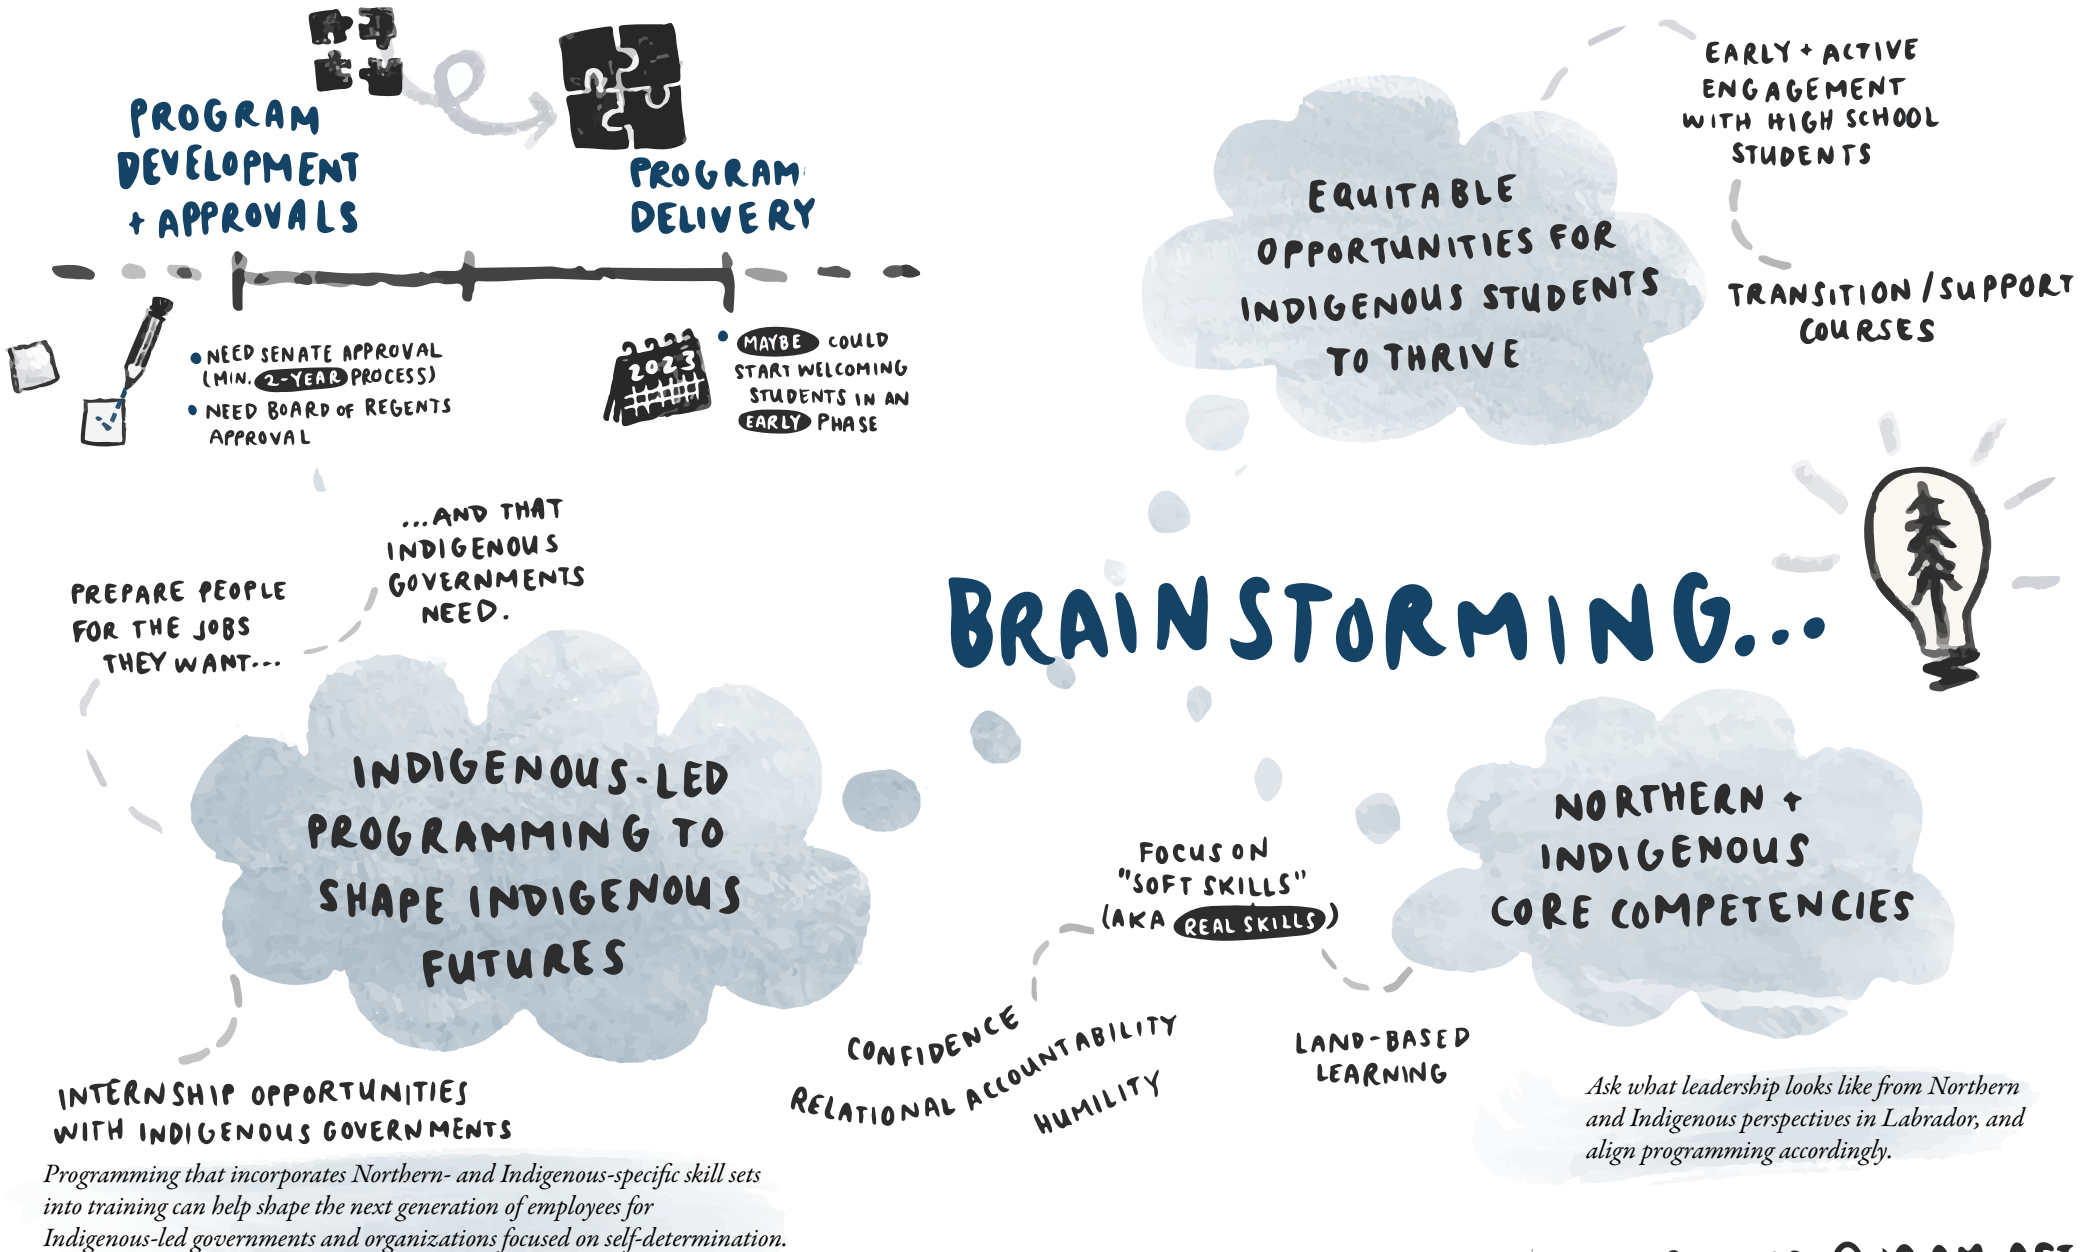 PROGRAM
DEVELOPMENT
+ APPROVALS
PROGRAM
DELIVERY
• NEED SENATE APPROVAL
(MIN. 2-YEAR PROCESS)
• NEED BOARD OF REGENTS
APPROVAL
2023
• MAYBE COULD
START WELCOMING
STUDENTS IN AN
EARLY PHASE
EARLY + ACTIVE
ENGAGEMENT
WITH HIGH SCHOOL
STUDENTS
EQUITABLE
OPPORTUNITIES FOR
INDIGENOUS STUDENTS
TO THRIVE
TRANSITION / SUPPORT
COURSES
BRAINSTORMING...
PREPARE PEOPLE
FOR THE JOBS
THEY WANT...
...AND THAT
INDIGENOUS
GOVERNMENTS
NEED.
INDIGENOUS-LED
PROGRAMMING TO
SHAPE INDIGENOUS
FUTURES
INTERNSHIP OPPORTUNITIES
WITH INDIGENOUS GOVERNMENTS
Programming that incorporates Northern- and Indigenous-specific skill sets
into training can help shape the next generation of employees for
Indigenous-led governments and organizations focused on self-determination.
NORTHERN +
INDIGENOUS
CORE COMPETENCIES
FOCUS ON
"SOFT SKILLS"
(AKA REAL SKILLS)
CONFIDENCE
RELATIONAL ACCOUNTABILITY
HUMILITY
LAND-BASED
LEARNING
Ask what leadership looks like from Northern
and Indigenous perspectives in Labrador, and
align programming accordingly.